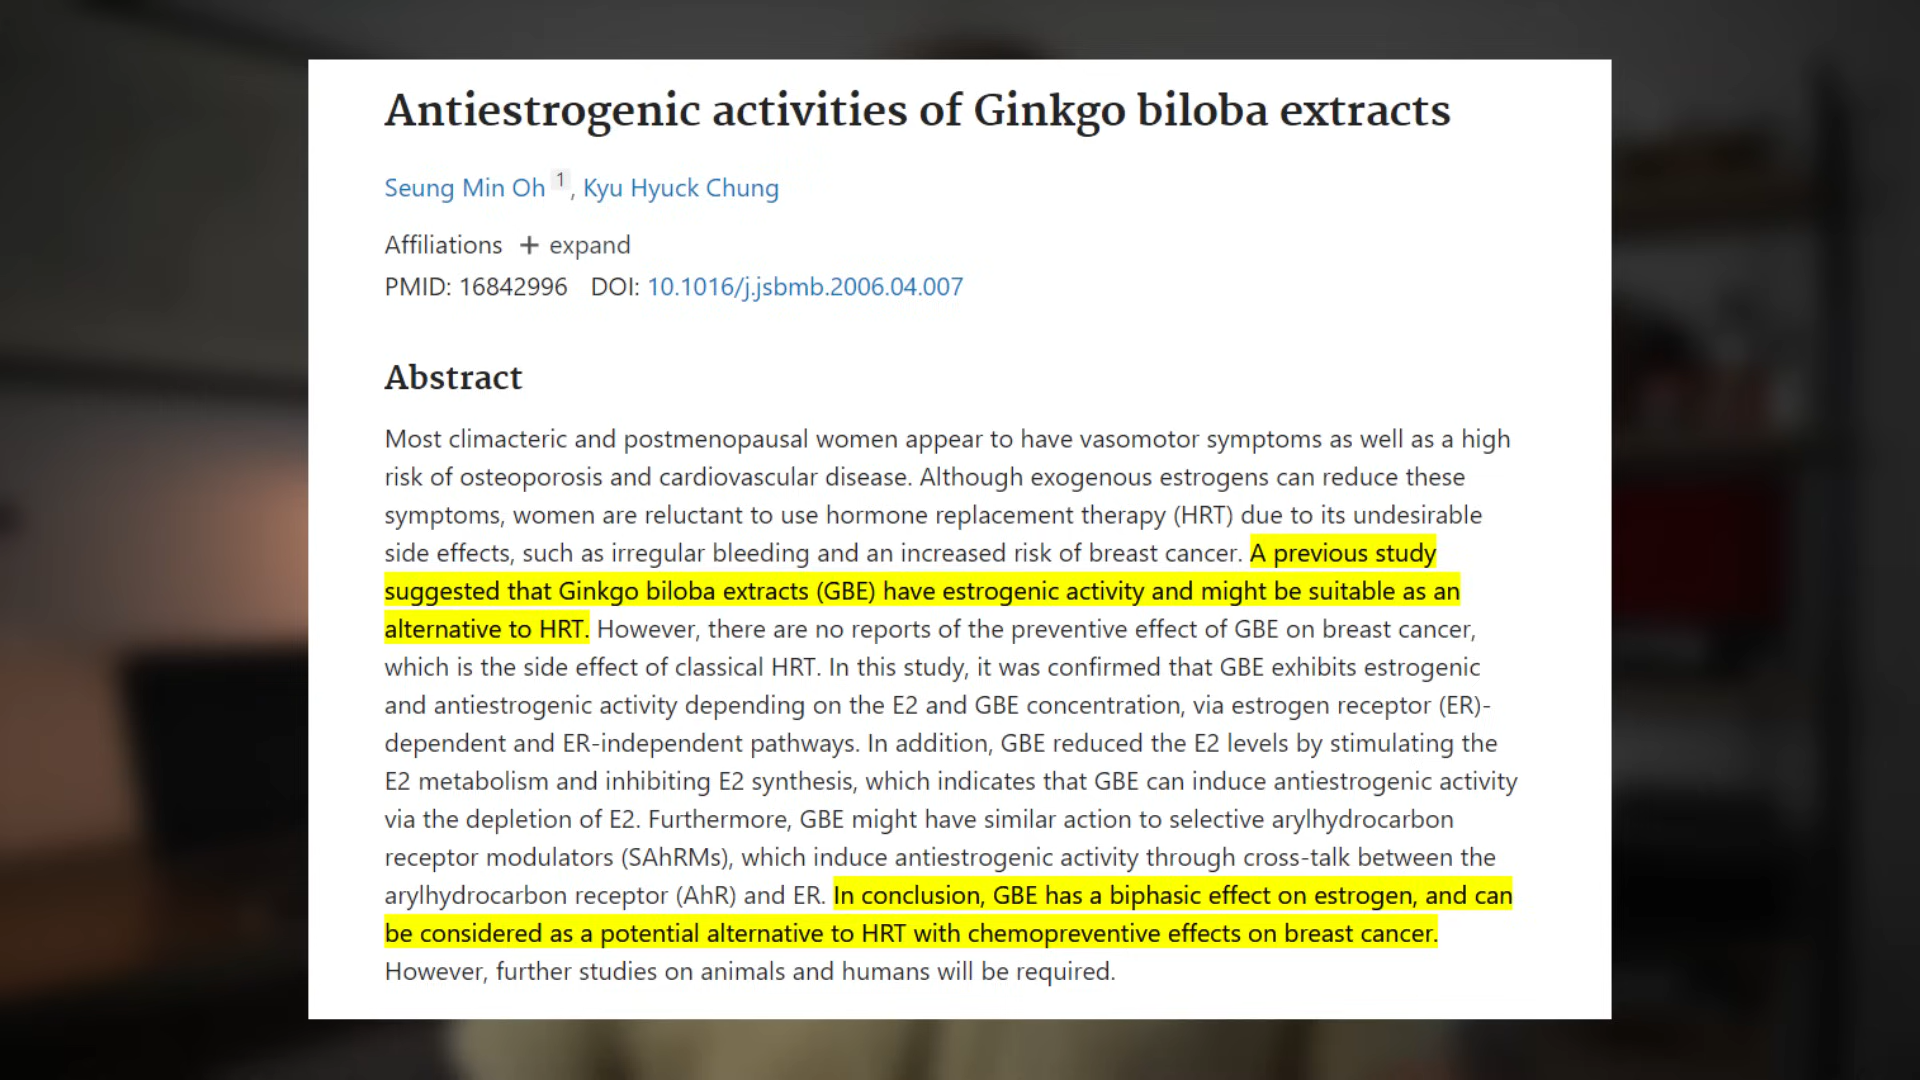 Antiestrogenic activities of Ginkgo biloba extracts
Seung Min Oh 1, Kyu Hyuck Chung
Affiliations + expand
PMID: 16842996 DOI: 10.1016/j.jsbmb.2006.04.007
Abstract
Most climacteric and postmenopausal women appear to have vasomotor symptoms as well as a high
risk of osteoporosis and cardiovascular disease. Although exogenous estrogens can reduce these
symptoms, women are reluctant to use hormone replacement therapy (HRT) due to its undesirable
side effects, such as irregular bleeding and an increased risk of breast cancer. A previous study
suggested that Ginkgo biloba extracts (GBE) have estrogenic activity and might be suitable as an
alternative to HRT. However, there are no reports of the preventive effect of GBE on breast cancer,
which is the side effect of classical HRT. In this study, it was confirmed that GBE exhibits estrogenic
and antiestrogenic activity depending on the E2 and GBE concentration, via estrogen receptor (ER)-
dependent and ER-independent pathways. In addition, GBE reduced the E2 levels by stimulating the
E2 metabolism and inhibiting E2 synthesis, which indicates that GBE can induce antiestrogenic activity
via the depletion of E2. Furthermore, GBE might have similar action to selective arylhydrocarbon
receptor modulators (SAhRMs), which induce antiestrogenic activity through cross-talk between the
arylhydrocarbon receptor (AhR) and ER. In conclusion, GBE has a biphasic effect on estrogen, and can
be considered as a potential alternative to HRT with chemopreventive effects on breast cancer.
However, further studies on animals and humans will be required.